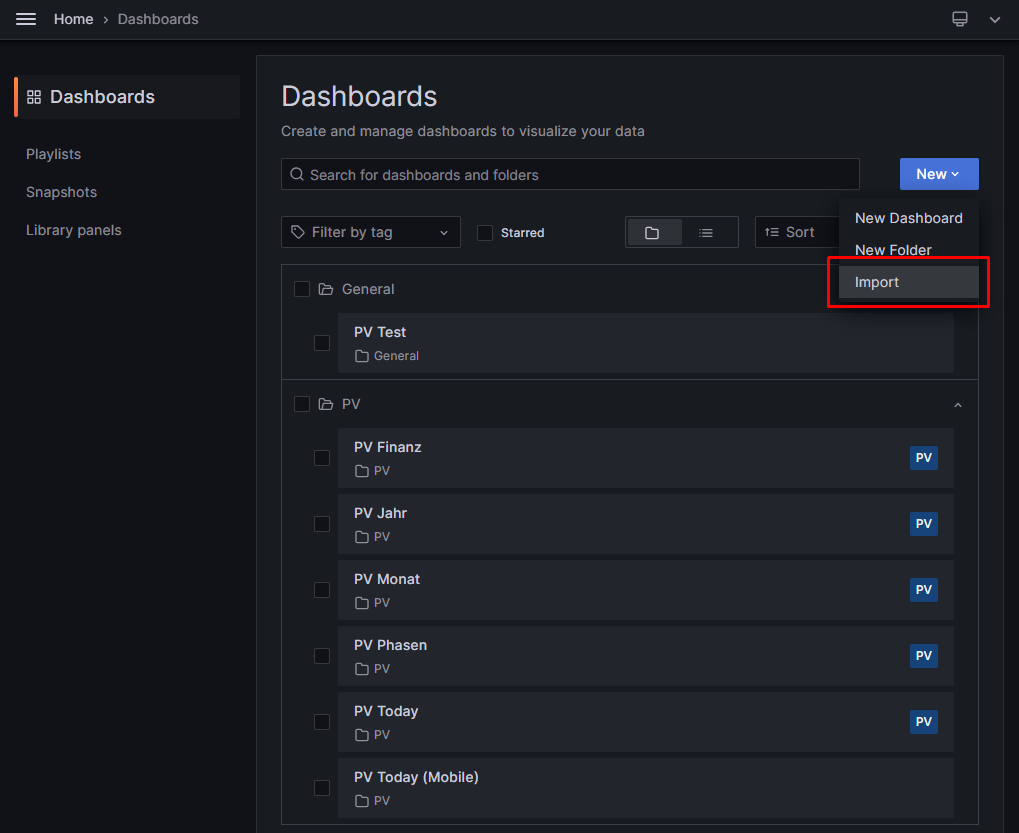 Home › Dashboards
Dashboards
Playlists
Snapshots
Library panels
Dashboards
Create and manage dashboards to visualize your data
Search for dashboards and folders
New
New Dashboard
New Folder
Import
Filter by tag
Starred
Sort
General
PV Test
General
PV
PV Finanz
PV
PV
PV Jahr
PV
PV
PV Monat
PV
PV
PV Phasen
PV
PV
PV Today
PV
PV
PV Today (Mobile)
PV